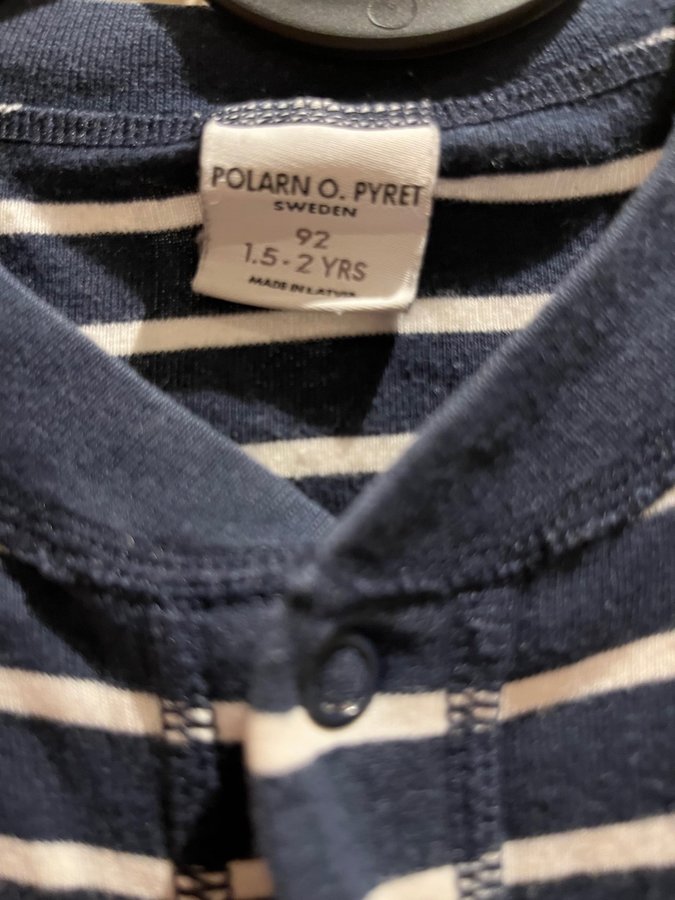 POLARN O. PYRET
SWEDEN
92
1.5 - 2 YRS
MADE IN LATVIA